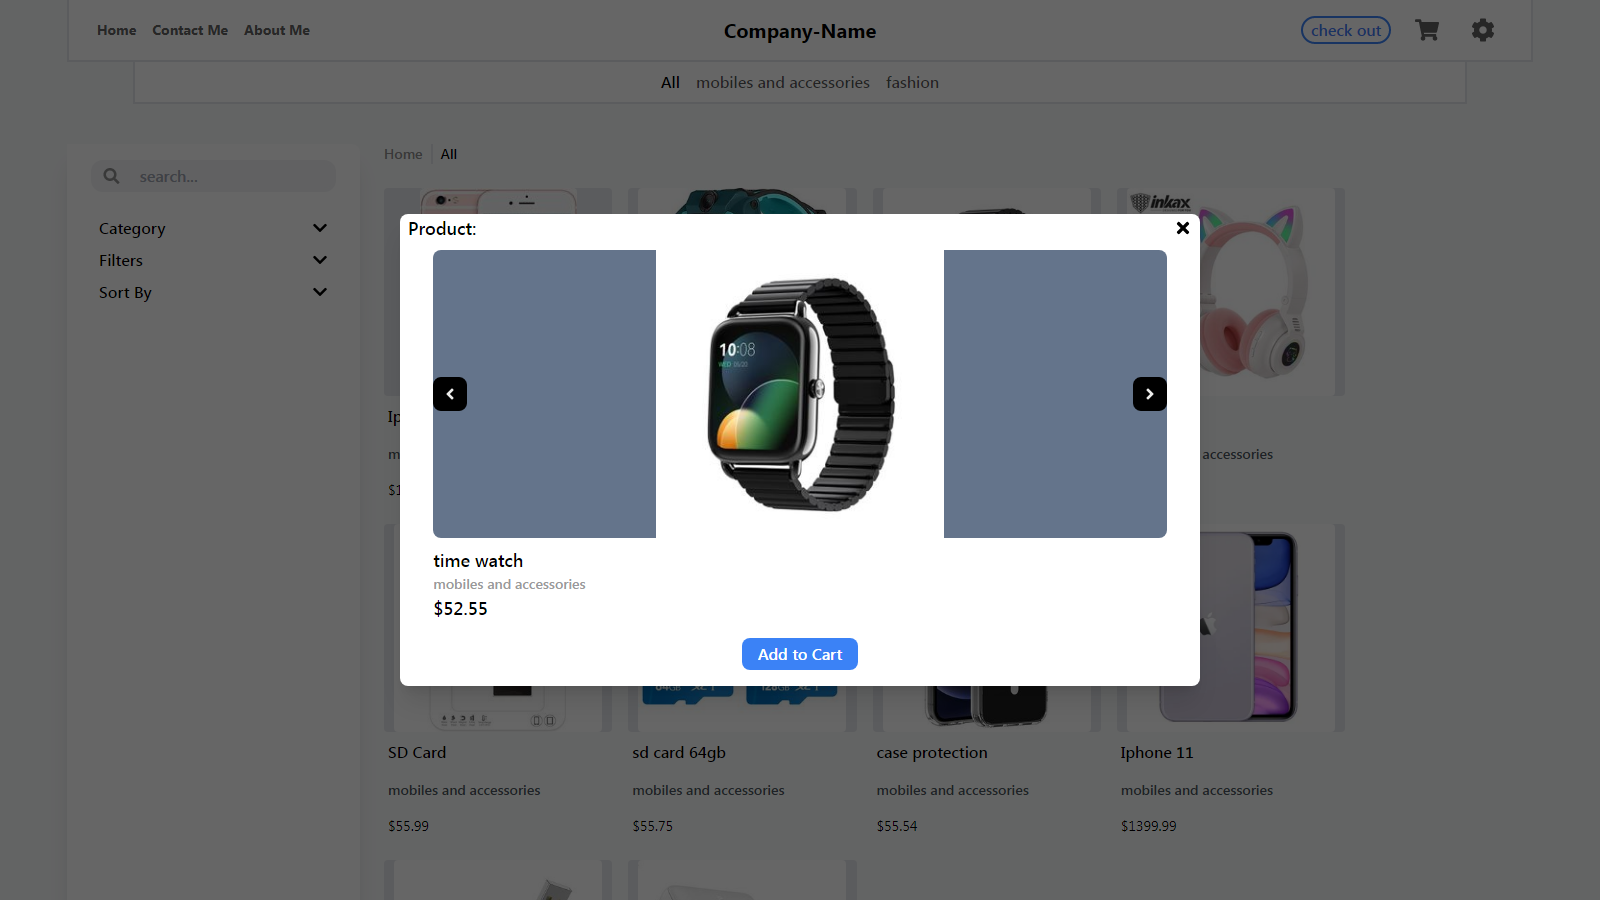 Home Contact Me About Me
Company-Name
check out
All mobiles and accessories fashion
search...
Category
Filters
Sort By
Home All
inkax
Product:
10:08
time watch
mobiles and accessories
$52.55
Add to Cart
accessories
64GB
128GB
SD Card
mobiles and accessories
$55.99
sd card 64gb
mobiles and accessories
$55.75
case protection
mobiles and accessories
$55.54
Iphone 11
mobiles and accessories
$1399.99